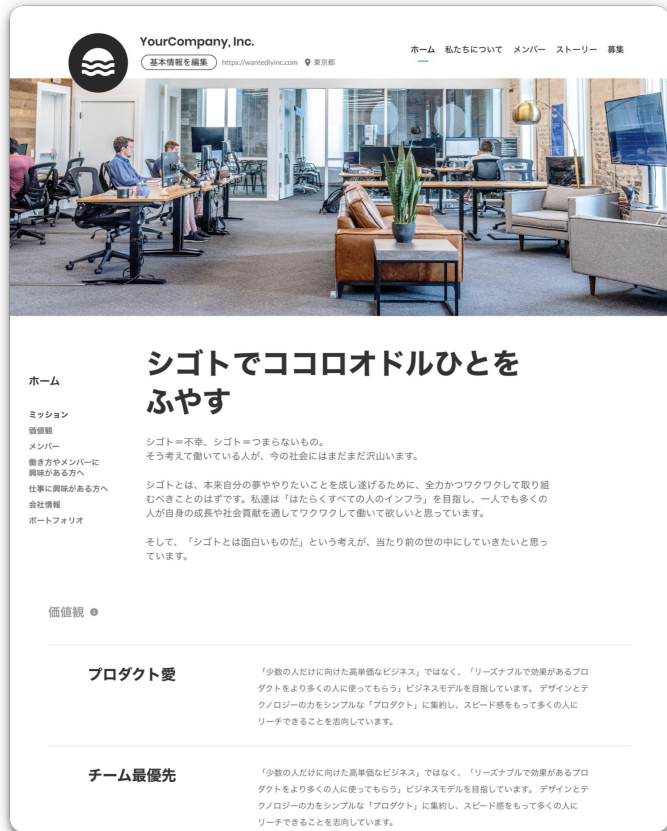 YourCompany, Inc.
基本情報を編集 https://wantedlyinc.com 東京都
ホーム 私たちについて メンバー ストーリー 募集
シゴトでココロオドルひとを
ふやす
ホーム
ミッション
価値観
メンバー
働き方やメンバーに
興味がある方へ
仕事に興味がある方へ
会社情報
ポートフォリオ
シゴト＝不幸、シゴト＝つまらないもの。
そう考えて働いている人が、今の社会にはまだまだ沢山います。
シゴトとは、本来自分の夢ややりたいことを成し遂げるために、全力かつワクワクして取り組
むべきことのはずです。私達は「はたらくすべての人のインフラ」を目指し、一人でも多くの
人が自身の成長や社会貢献を通してワクワクして働いて欲しいと思っています。
そして、「シゴトとは面白いものだ」という考えが、当たり前の世の中にしていきたいと思っ
ています。
価値観
プロダクト愛
「少数の人だけに向けた高単価なビジネス」ではなく、「リーズナブルで効果があるプロ
ダクトをより多くの人に使ってもらう」ビジネスモデルを目指しています。 デザインとテ
クノロジーの力をシンプルな「プロダクト」に集約し、スピード感をもって多くの人に
リーチできることを志向しています。
チーム最優先
「少数の人だけに向けた高単価なビジネス」ではなく、「リーズナブルで効果があるプロ
ダクトをより多くの人に使ってもらう」ビジネスモデルを目指しています。 デザインとテ
クノロジーの力をシンプルな「プロダクト」に集約し、スピード感をもって多くの人に
リーチできることを志向しています。